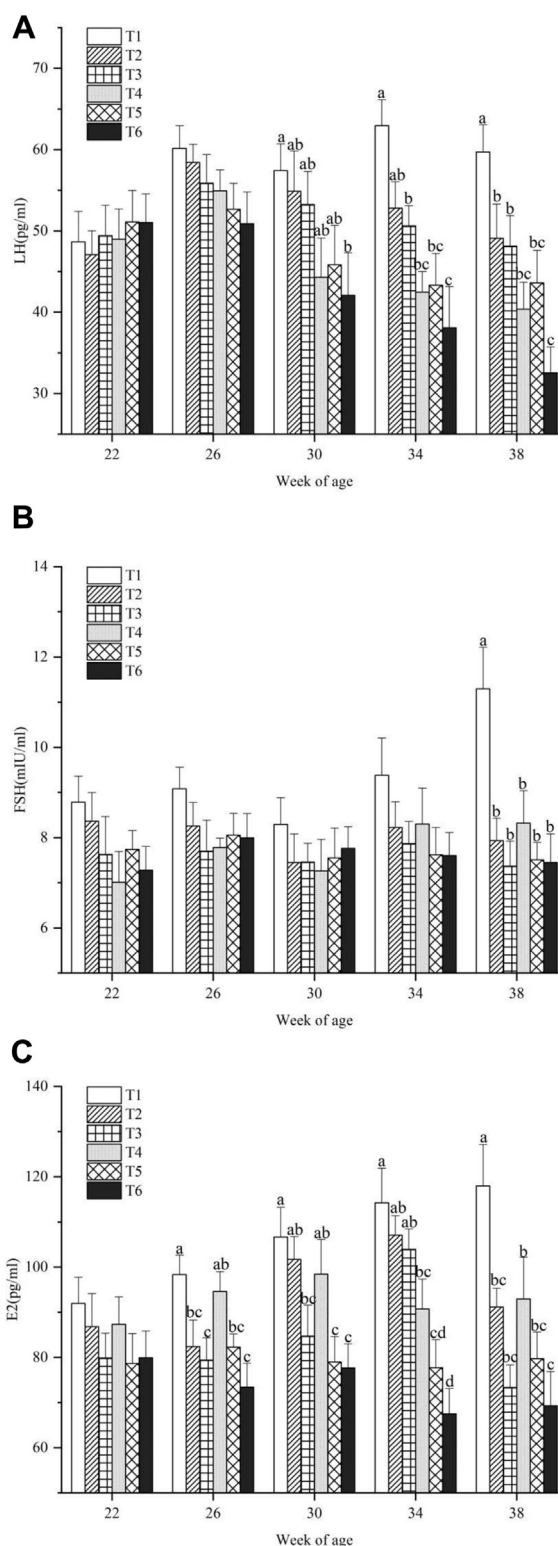 A
T1
T2
T3
T4
T5
T6
LH(pg/ml)
70
60
50
40
30
a ab ab ab ab b
a ab b bc bc c
a b b bc bc c
22 26 30 34 38
Week of age
B
T1
T2
T3
T4
T5
T6
FSH(mIU/ml)
14
12
10
8
6
a b b b b b
22 26 30 34 38
Week of age
C
T1
T2
T3
T4
T5
T6
E2(pg/ml)
140
120
100
80
60
a bc c ab bc c
a ab bc ab c c
a ab ab bc cd d
a bc bc b bc c
22 26 30 34 38
Week of age